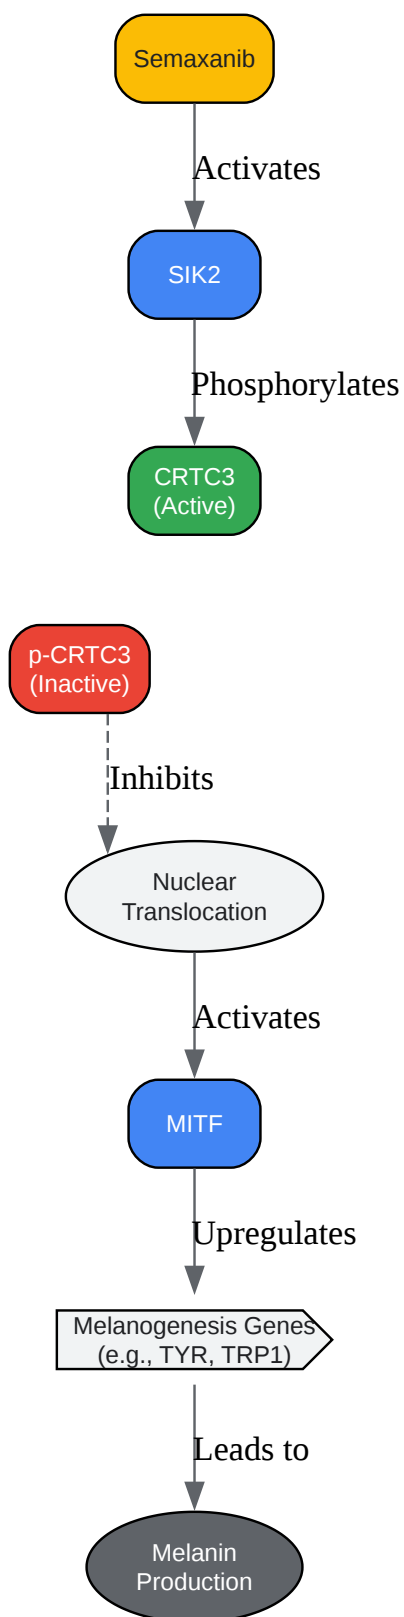 Semaxanib
Activates
SIK2
Phosphorylates
CRTC3
(Active)
p-CRTC3
(Inactive)
Inhibits
Nuclear
Translocation
Activates
MITF
Upregulates
Melanogenesis Genes
(e.g., TYR, TRP1)
Leads to
Melanin
Production